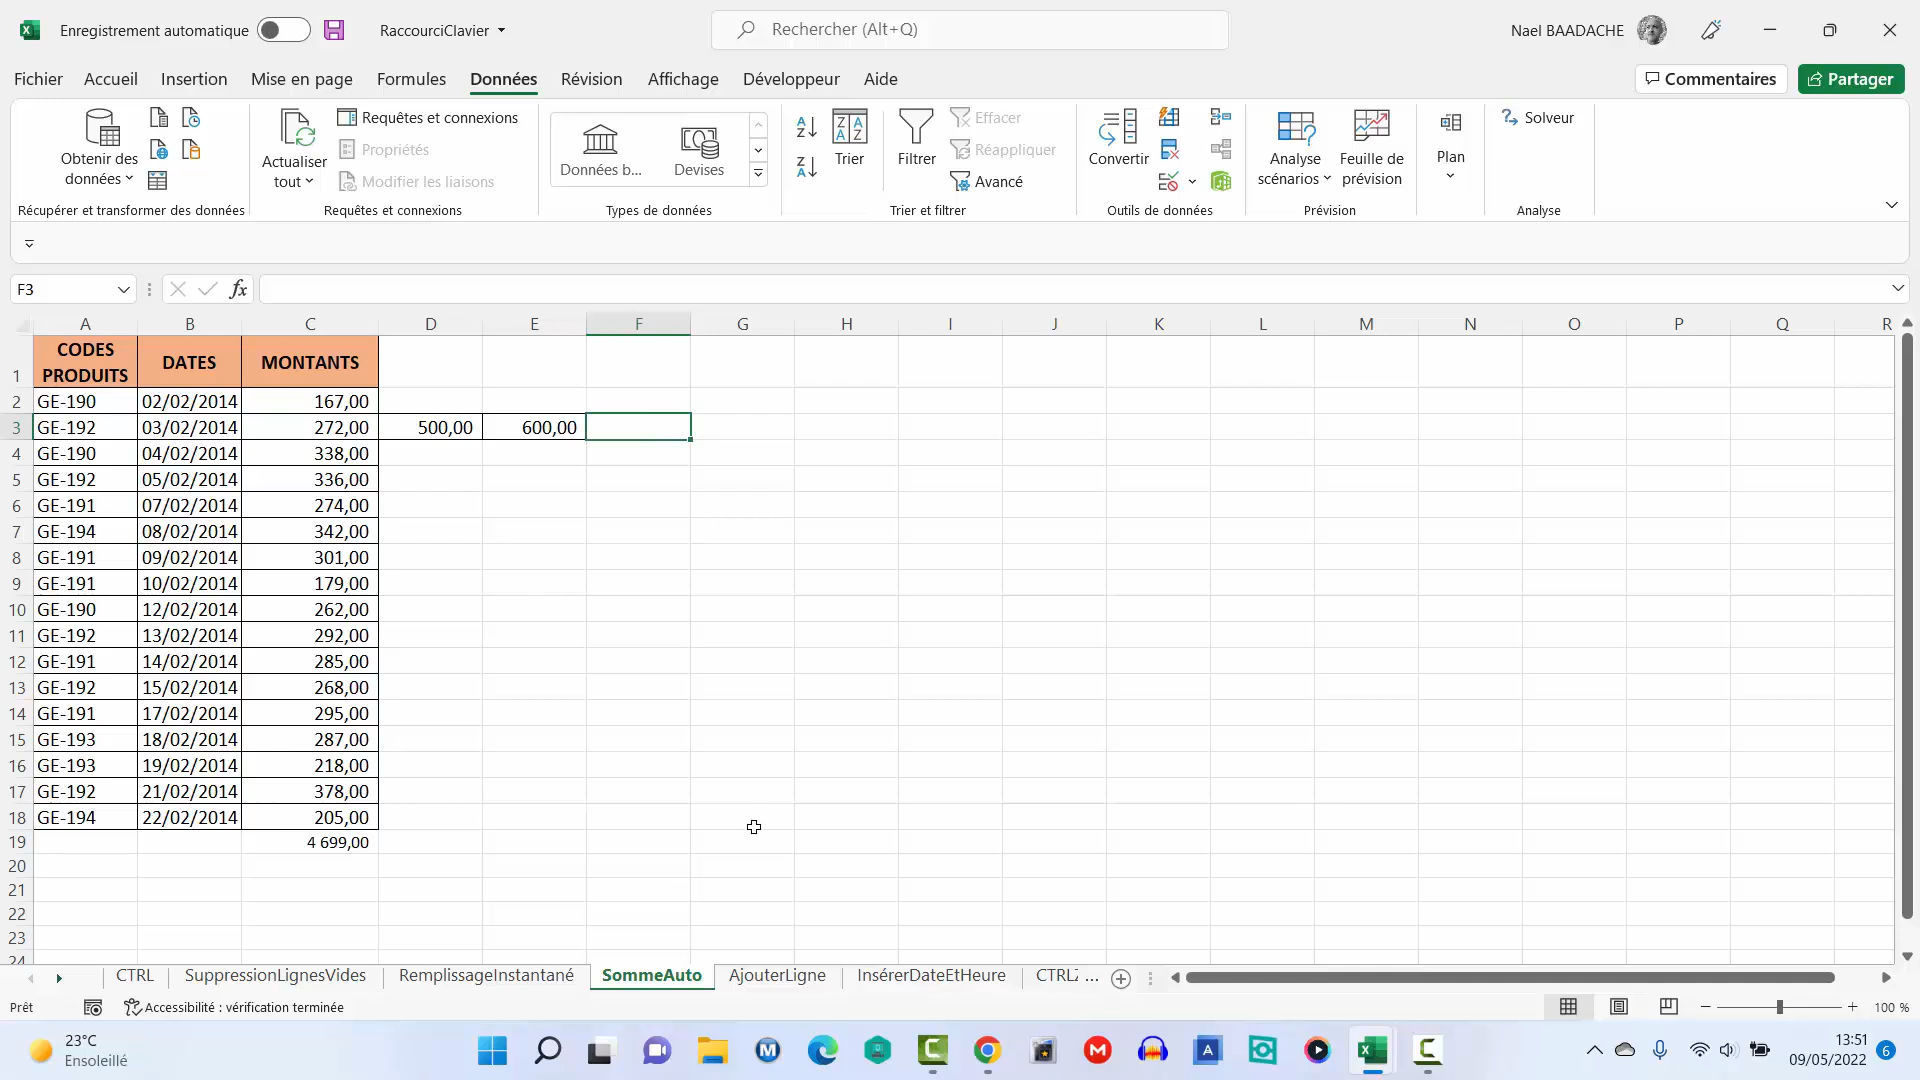 Enregistrement automatique
RaccourciClavier
Rechercher (Alt+Q)
Nael BAADACHE
Fichier Accueil Insertion Mise en page Formules Données Révision Affichage Développeur Aide
Commentaires
Partager
Obtenir des données
Récupérer et transformer des données
Actualiser tout
Requêtes et connexions
Propriétés
Modifier les liaisons
Requêtes et connexions
Données b...
Devises
Types de données
Trier
Filtrer
Effacer
Réappliquer
Avancé
Trier et filtrer
Convertir
Outils de données
Analyse scénarios
Feuille de prévision
Prévision
Plan
Solveur
Analyse
F3
fx
A B C D E F G H I J K L M N O P Q R
1 CODES PRODUITS DATES MONTANTS
2 GE-190 02/02/2014 167,00
3 GE-192 03/02/2014 272,00 500,00 600,00
4 GE-190 04/02/2014 338,00
5 GE-192 05/02/2014 336,00
6 GE-191 07/02/2014 274,00
7 GE-194 08/02/2014 342,00
8 GE-191 09/02/2014 301,00
9 GE-191 10/02/2014 179,00
10 GE-190 12/02/2014 262,00
11 GE-192 13/02/2014 292,00
12 GE-191 14/02/2014 285,00
13 GE-192 15/02/2014 268,00
14 GE-191 17/02/2014 295,00
15 GE-193 18/02/2014 287,00
16 GE-193 19/02/2014 218,00
17 GE-192 21/02/2014 378,00
18 GE-194 22/02/2014 205,00
19 4 699,00
20
21
22
23
24
CTRL SuppressionLignesVides RemplissageInstantané SommeAuto AjouterLigne InsérerDateEtHeure CTRLZ ...
Prêt
Accessibilité : vérification terminée
100 %
23°C
Ensoleillé
13:51
09/05/2022
6